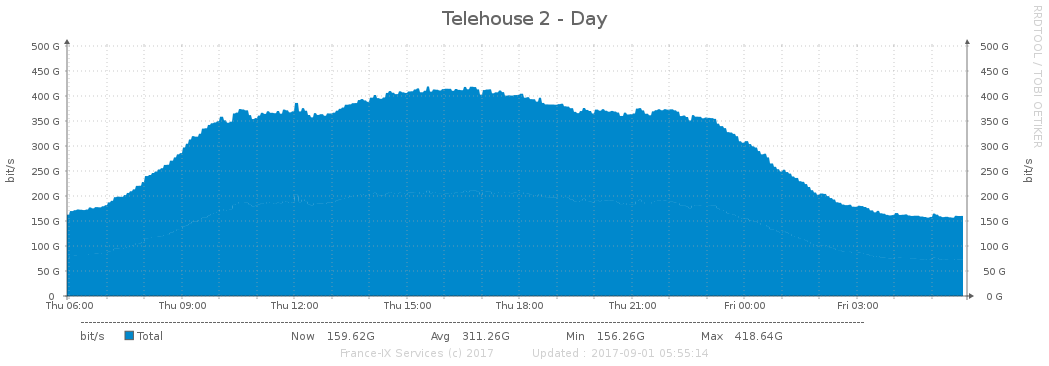 Telehouse 2 - Day
RRDTOOL / TOBI OETIKER
500 G 500 G
450 G 450 G
400 G 400 G
350 G 350 G
300 G 300 G
250 G 250 G
200 G 200 G
150 G 150 G
100 G 100 G
50 G 50 G
0 0 G
bit/s bit/s
Thu 06:00 Thu 09:00 Thu 12:00 Thu 15:00 Thu 18:00 Thu 21:00 Fri 00:00 Fri 03:00
bit/s Total Now 159.62G Avg 311.26G Min 156.26G Max 418.64G
France-IX Services (c) 2017 Updated : 2017-09-01 05:55:14